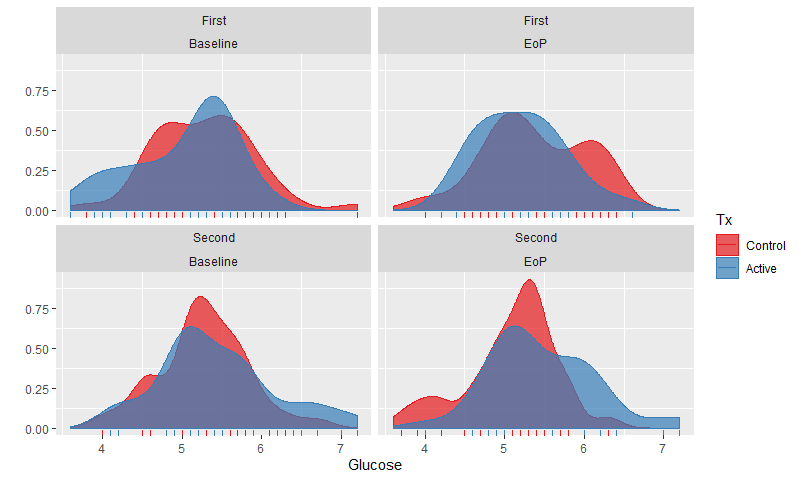 First
First
Baseline
EoP
0.75
0.50
0.25
0.00
Second
Second
Baseline
EoP
0.75
0.50
0.25
0.00
4 5 6 7 4 5 6 7
Glucose
Tx
Control
Active